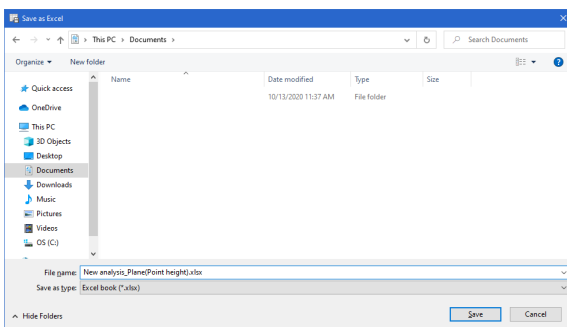 Save as Excel
This PC > Documents >
Search Documents
Organize
New folder
Name
Date modified
Type
Size
10/13/2020 11:37 AM
File folder
Quick access
OneDrive
This PC
3D Objects
Desktop
Documents
Downloads
Music
Pictures
Videos
OS (C:)
File name: New analysis_Plane(Point height).xlsx
Save as type: Excel book (*.xlsx)
Hide Folders
Save
Cancel